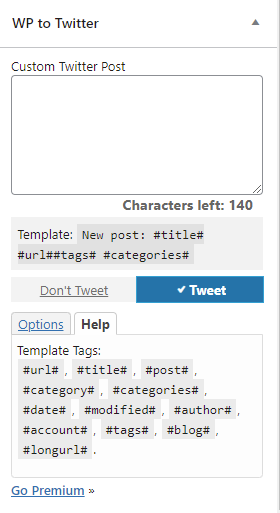 WP to Twitter
Custom Twitter Post
Characters left: 140
Template: New post: #title#
#url##tags# #categories#
Don't Tweet
✔ Tweet
Options Help
Template Tags:
#url# , #title# , #post# ,
#category# , #categories# ,
#date# , #modified# , #author# ,
#account# , #tags# , #blog# ,
#longurl# .
Go Premium »